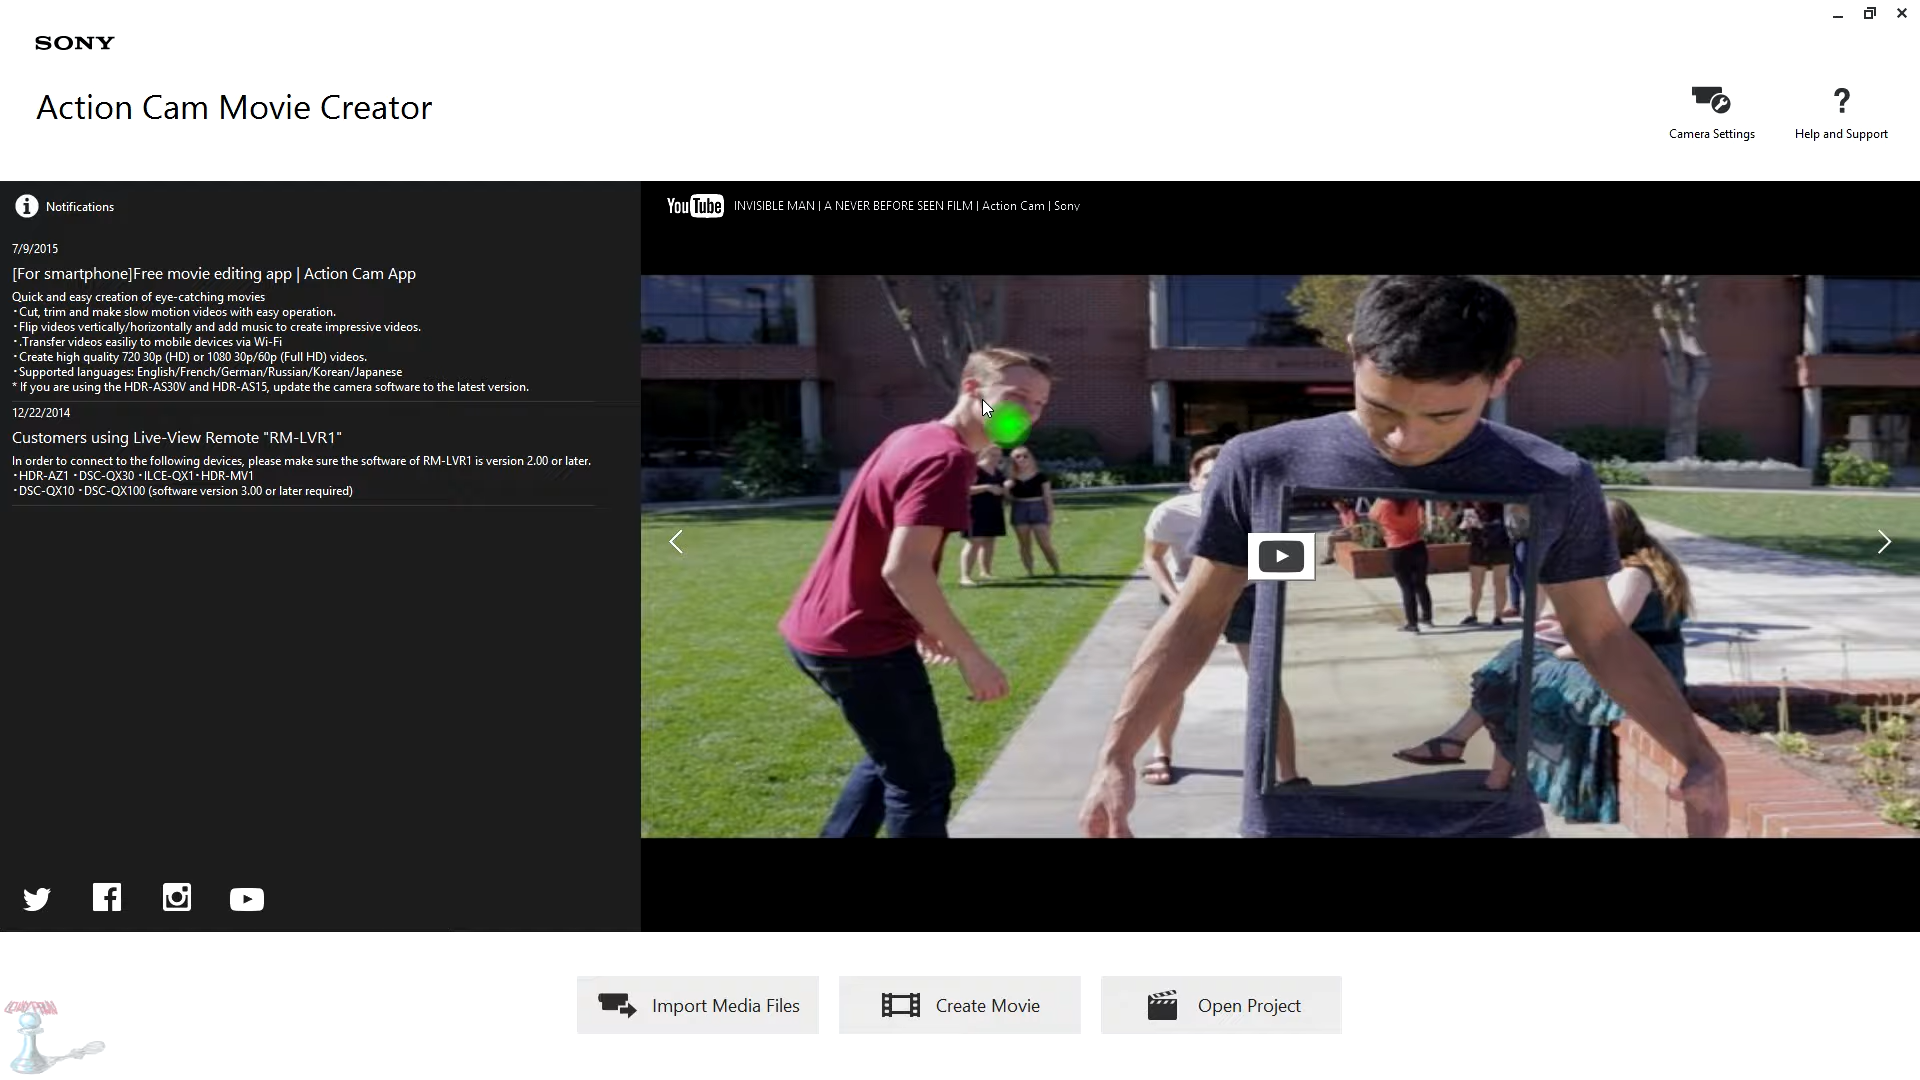 SONY
Action Cam Movie Creator
Camera Settings
Help and Support
Notifications
7/9/2015
[For smartphone]Free movie editing app | Action Cam App
Quick and easy creation of eye-catching movies
・Cut, trim and make slow motion videos with easy operation.
・Flip videos vertically/horizontally and add music to create impressive videos.
・.Transfer videos easiliy to mobile devices via Wi-Fi
・Create high quality 720 30p (HD) or 1080 30p/60p (Full HD) videos.
・Supported languages: English/French/German/Russian/Korean/Japanese
* If you are using the HDR-AS30V and HDR-AS15, update the camera software to the latest version.
12/22/2014
Customers using Live-View Remote "RM-LVR1"
In order to connect to the following devices, please make sure the software of RM-LVR1 is version 2.00 or later.
・HDR-AZ1 ・DSC-QX30 ・ILCE-QX1・HDR-MV1
・DSC-QX10 ・DSC-QX100 (software version 3.00 or later required)
YouTube INVISIBLE MAN | A NEVER BEFORE SEEN FILM | Action Cam | Sony
Import Media Files
Create Movie
Open Project